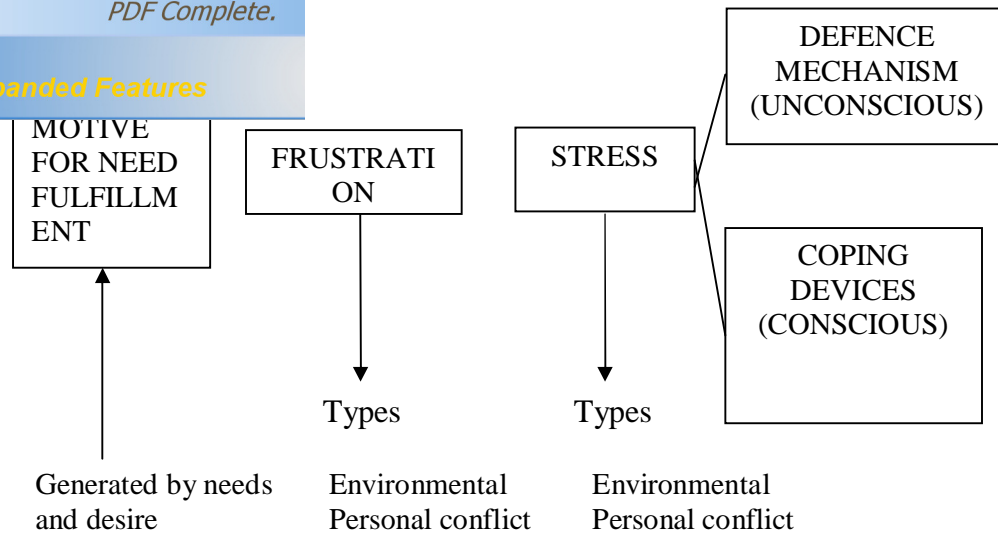 PDF Complete.
panded Features
MOTIVE
FOR NEED
FULFILLM
ENT
FRUSTRATI
ON
STRESS
DEFENCE
MECHANISM
(UNCONSCIOUS)
COPING
DEVICES
(CONSCIOUS)
Types
Types
Generated by needs
and desire
Environmental
Personal conflict
Environmental
Personal conflict